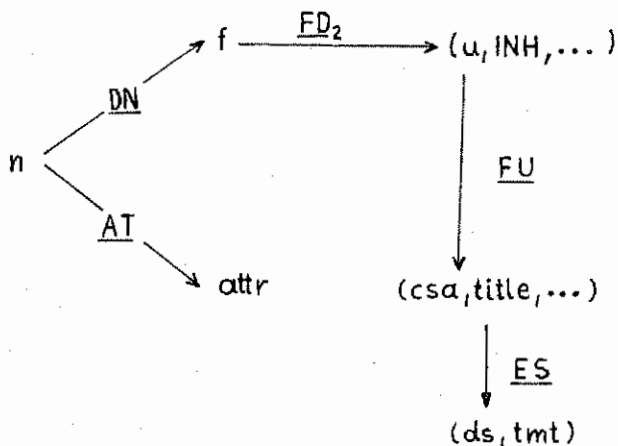 f FD₂ (u, INH, ...)
DN
n FU
AT
attr (csa, title, ...)
ES
(ds, tmt)